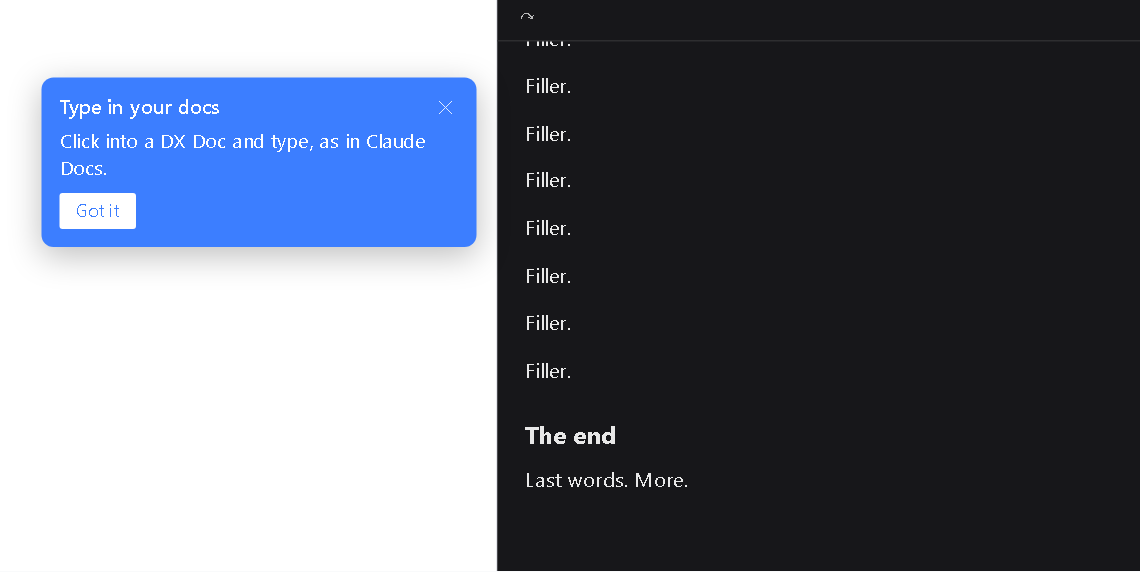 Type in your docs
Click into a DX Doc and type, as in Claude
Docs.
Got it
Filler.
Filler.
Filler.
Filler.
Filler.
Filler.
Filler.
Filler.
The end
Last words. More.